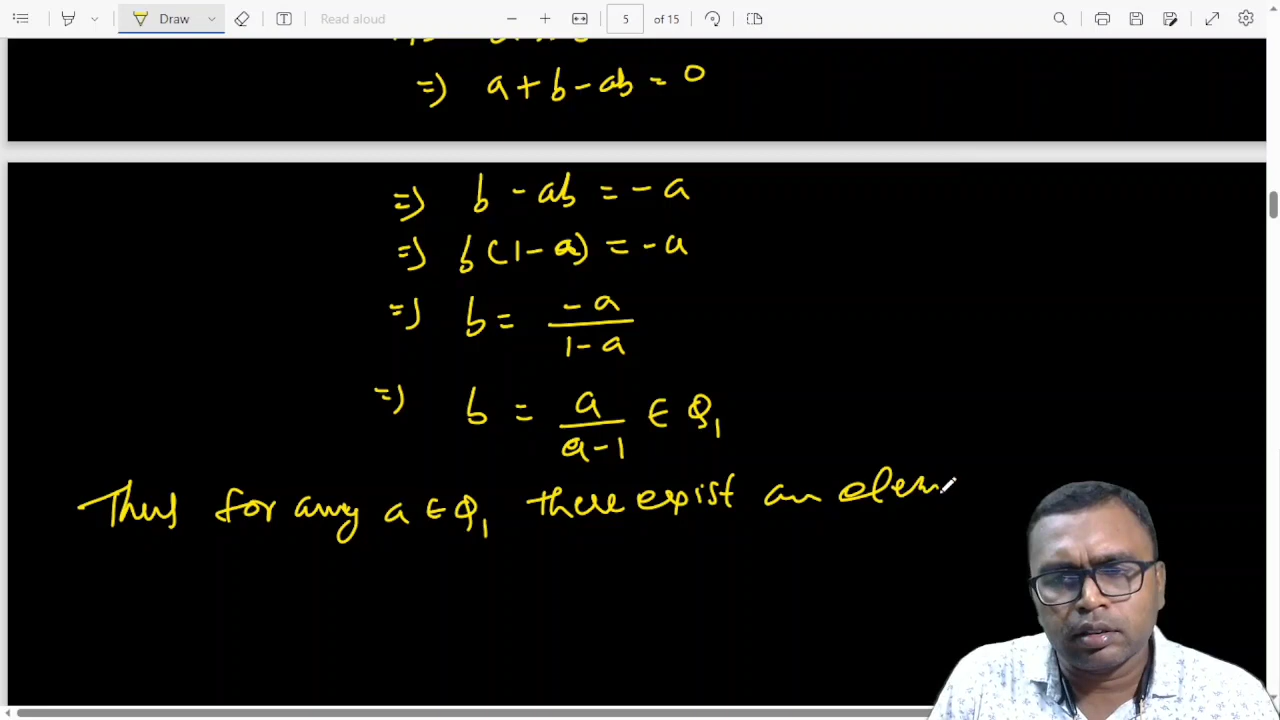 Draw
Read aloud
5 of 15
=) a + b - ab = 0
=) b - ab = - a
=) b (1 - a) = - a
=) b = -a / 1 - a
=) b = a / a - 1 ∈ Q1
Thus for any a ∈ Q1 there exist an elem